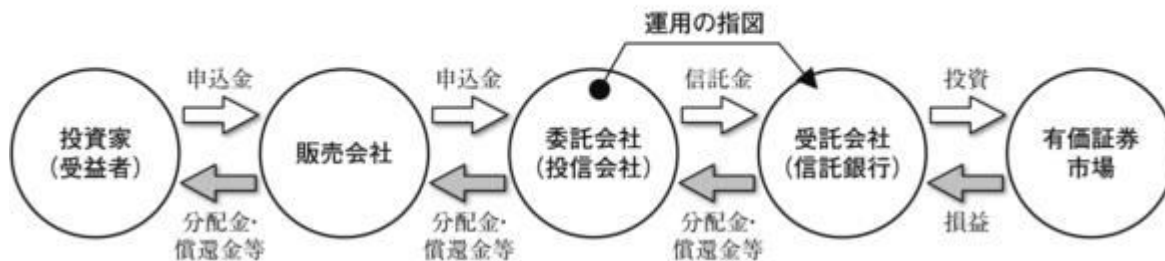 運用の指図
申込金
申込金
信託金
投資
投資家
(受益者)
販売会社
委託会社
(投信会社)
受託会社
(信託銀行)
有価証券
市場
分配金・
償還金等
分配金・
償還金等
分配金・
償還金等
損益